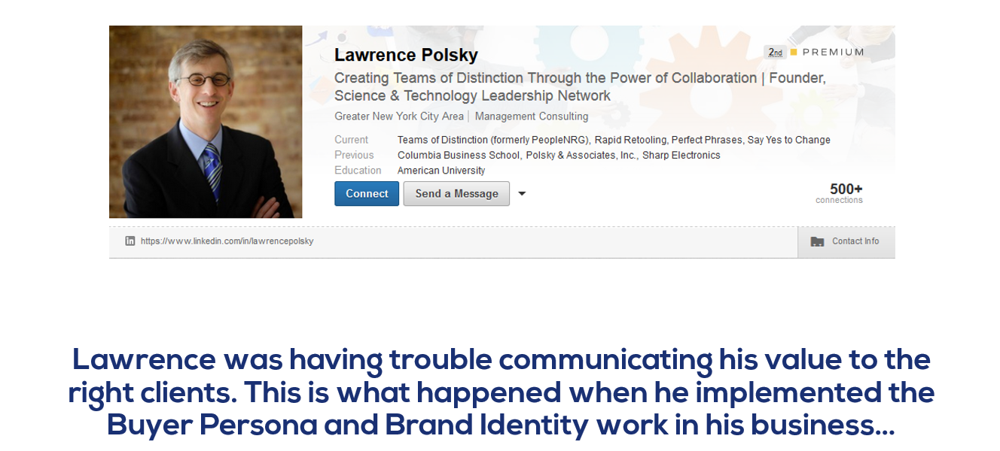 Lawrence Polsky
2nd PREMIUM
Creating Teams of Distinction Through the Power of Collaboration | Founder,
Science & Technology Leadership Network
Greater New York City Area | Management Consulting
Current Teams of Distinction (formerly PeopleNRG), Rapid Retooling, Perfect Phrases, Say Yes to Change
Previous Columbia Business School, Polsky & Associates, Inc., Sharp Electronics
Education American University
Connect Send a Message
500+
connections
in https://www.linkedin.com/in/lawrencepolsky
Contact Info
Lawrence was having trouble communicating his value to the
right clients. This is what happened when he implemented the
Buyer Persona and Brand Identity work in his business...